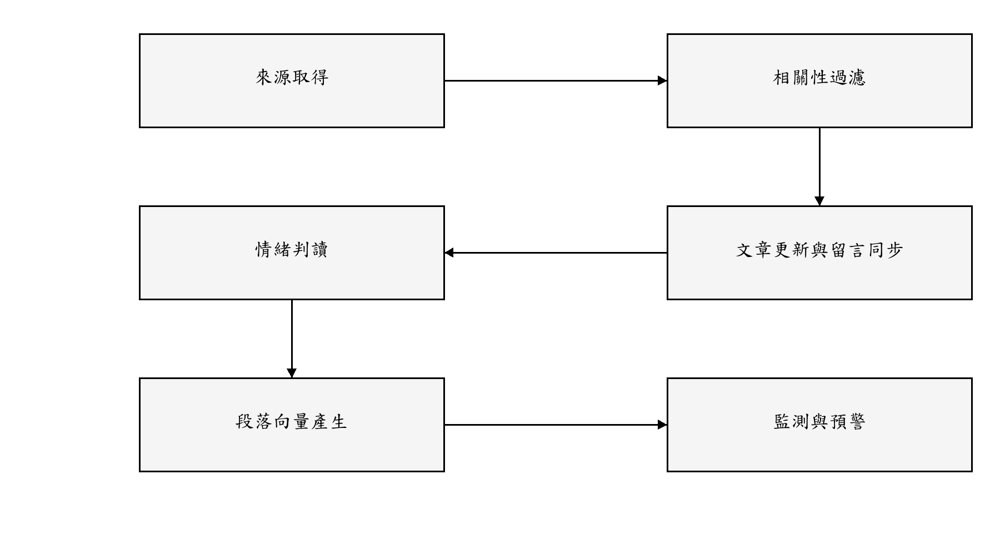 來源取得
相關性過濾
文章更新與留言同步
情緒判讀
段落向量產生
監測與預警